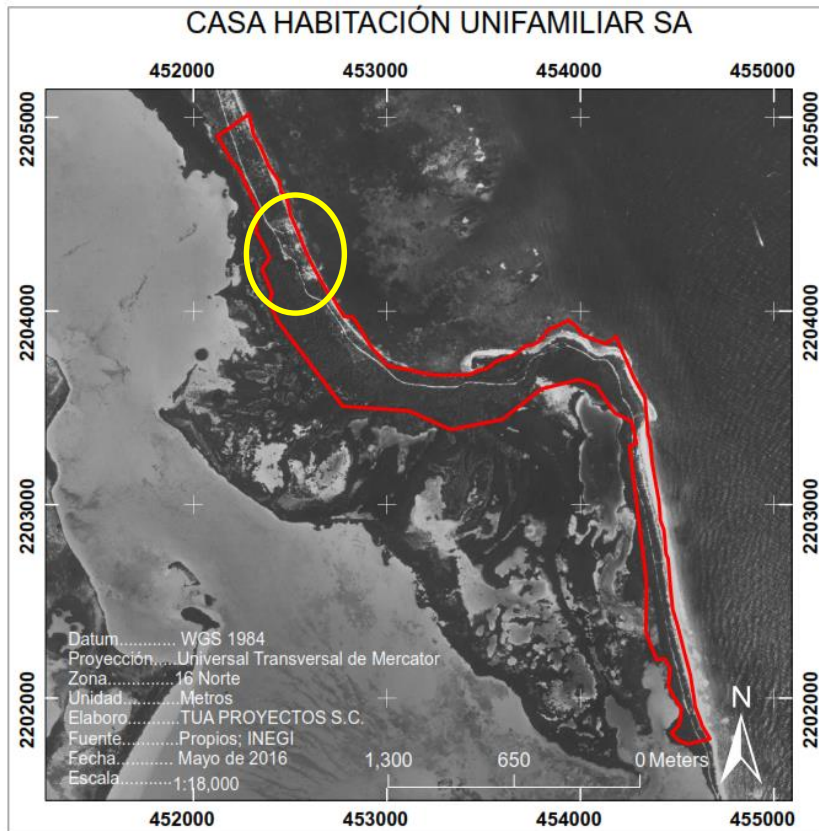 CASA HABITACIÓN UNIFAMILIAR SA
452000 453000 454000 455000
2205000 2205000
2204000 2204000
2203000 2203000
2202000 2202000
Datum............ WGS 1984
Proyección.....Universal Transversal de Mercator
Zona..............16 Norte
Unidad...........Metros
Elaboro..........TUA PROYECTOS S.C.
Fuente...........Propios; INEGI
Fecha............ Mayo de 2016
Escala...........1:18,000
1,300 650 0 Meters
N
452000 453000 454000 455000